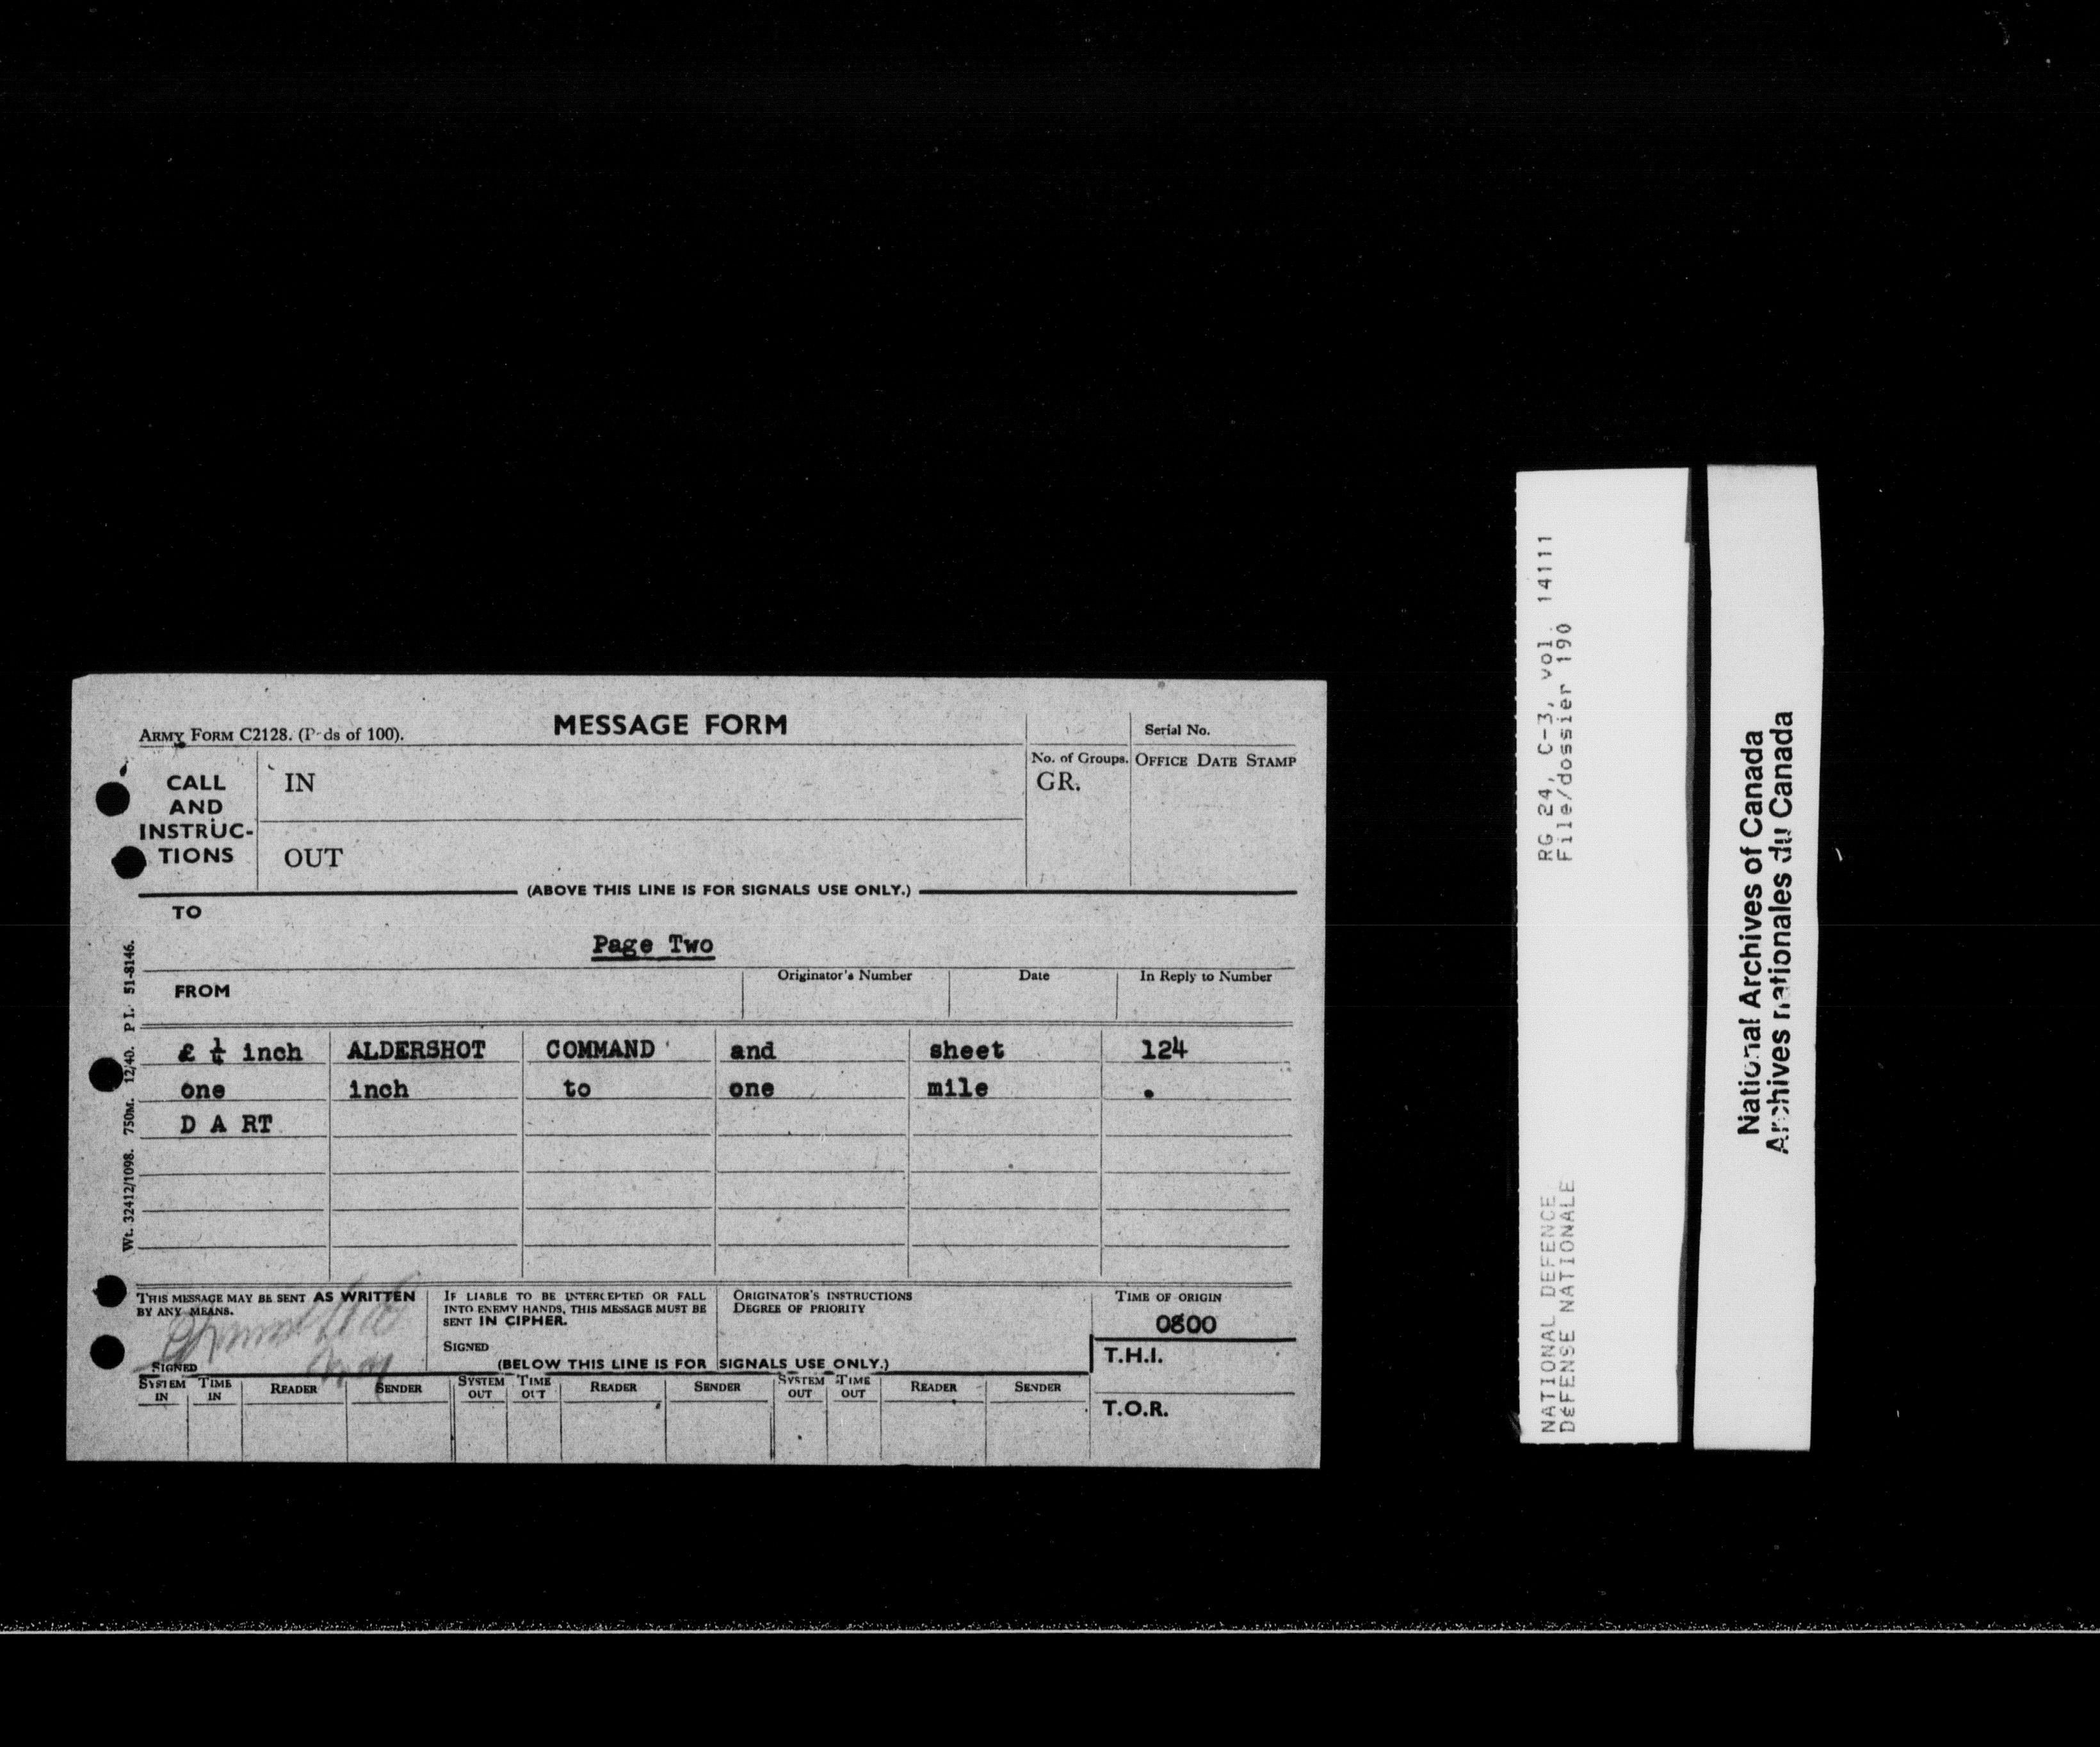 ARMY FORM C2128. (P ds of 100).
MESSAGE FORM
Serial No.
CALL AND INSTRUC-TIONS
IN
No. of Groups.
GR.
OFFICE DATE STAMP
OUT
(ABOVE THIS LINE IS FOR SIGNALS USE ONLY.)
TO
Page Two
FROM
Originator's Number
Date
In Reply to Number
£ ¼ inch ALDERSHOT COMMAND and sheet 124
one inch to one mile .
D A RT
Wt. 32412/1098. 750M. 12/40. P I. 51-8146.
THIS MESSAGE MAY BE SENT AS WRITTEN
BY ANY MEANS.
SIGNED
IF LIABLE TO BE INTERCEPTED OR FALL
INTO ENEMY HANDS, THIS MESSAGE MUST BE
SENT IN CIPHER.
SIGNED
ORIGINATOR'S INSTRUCTIONS
DEGREE OF PRIORITY
TIME OF ORIGIN
0800
(BELOW THIS LINE IS FOR SIGNALS USE ONLY.)
T.H.I.
SYSTEM IN TIME IN READER SENDER SYSTEM OUT TIME OUT READER SENDER SYSTEM OUT TIME OUT READER SENDER
T.O.R.
RG 24, C-3, vol. 14111
File/dossier 190
NATIONAL DEFENCE
DÉFENSE NATIONALE
National Archives of Canada
Archives nationales du Canada